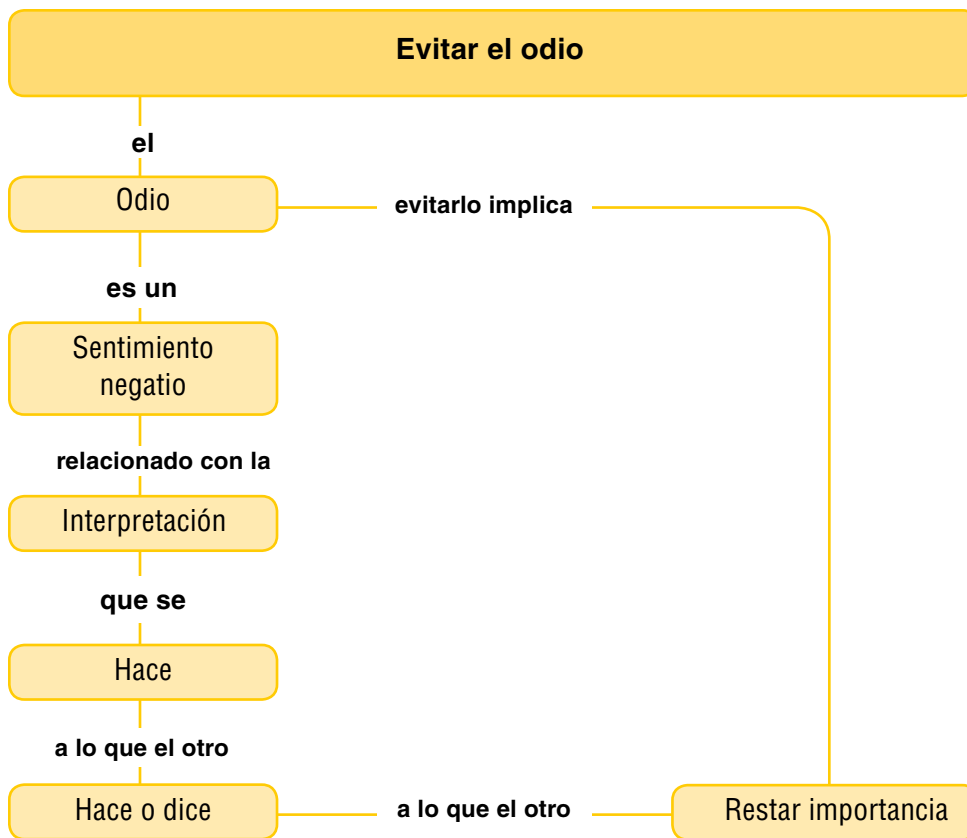 Evitar el odio
el
Odio
evitarlo implica
es un
Sentimiento
negatio
relacionado con la
Interpretación
que se
Hace
a lo que el otro
Hace o dice
a lo que el otro
Restar importancia